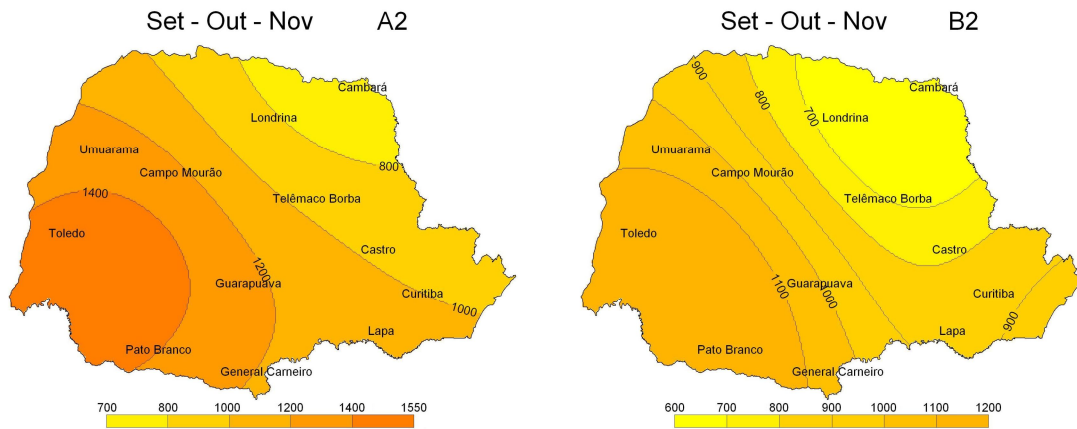 Set - Out - Nov A2
Cambará
Londrina
800
Umuarama
Campo Mourão
1400
Telêmaco Borba
Toledo
Castro
1200
Guarapuava
Curitiba
1000
Lapa
Pato Branco
General Carneiro
700 800 1000 1200 1400 1550
Set - Out - Nov B2
900
800
700
Cambará
Londrina
Umuarama
Campo Mourão
Telêmaco Borba
Toledo
Castro
1100
Guarapuava
1000
Curitiba
900
Lapa
Pato Branco
General Carneiro
600 700 800 900 1000 1100 1200